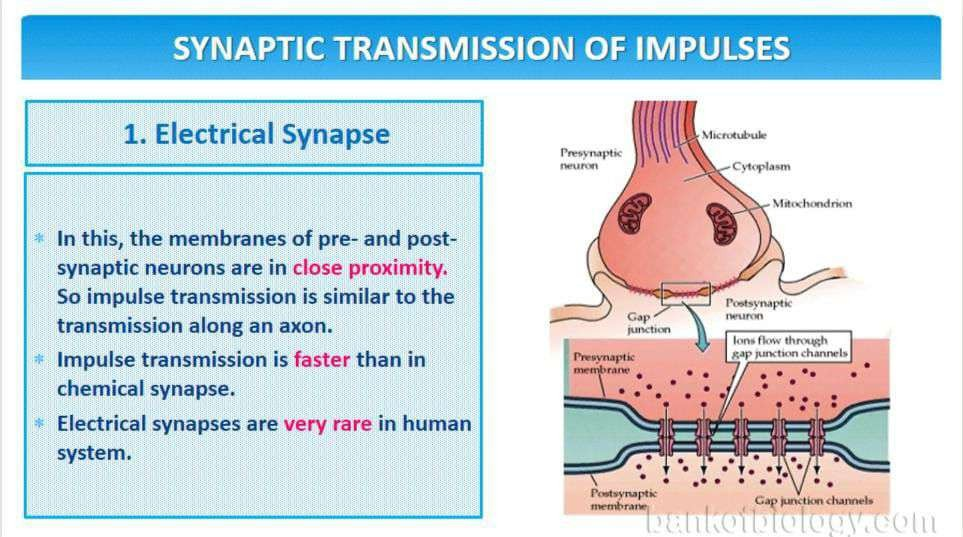 SYNAPTIC TRANSMISSION OF IMPULSES
1. Electrical Synapse
* In this, the membranes of pre- and post-
synaptic neurons are in close proximity.
So impulse transmission is similar to the
transmission along an axon.
* Impulse transmission is faster than in
chemical synapse.
* Electrical synapses are very rare in human
system.
Microtubule
Presynaptic
neuron
Cytoplasm
Mitochondrion
Gap
junction
Postsynaptic
neuron
Ions flow through
gap junction channels
Presynaptic
membrane
Postsynaptic
membrane
Gap junction channels
bankofbiology.com